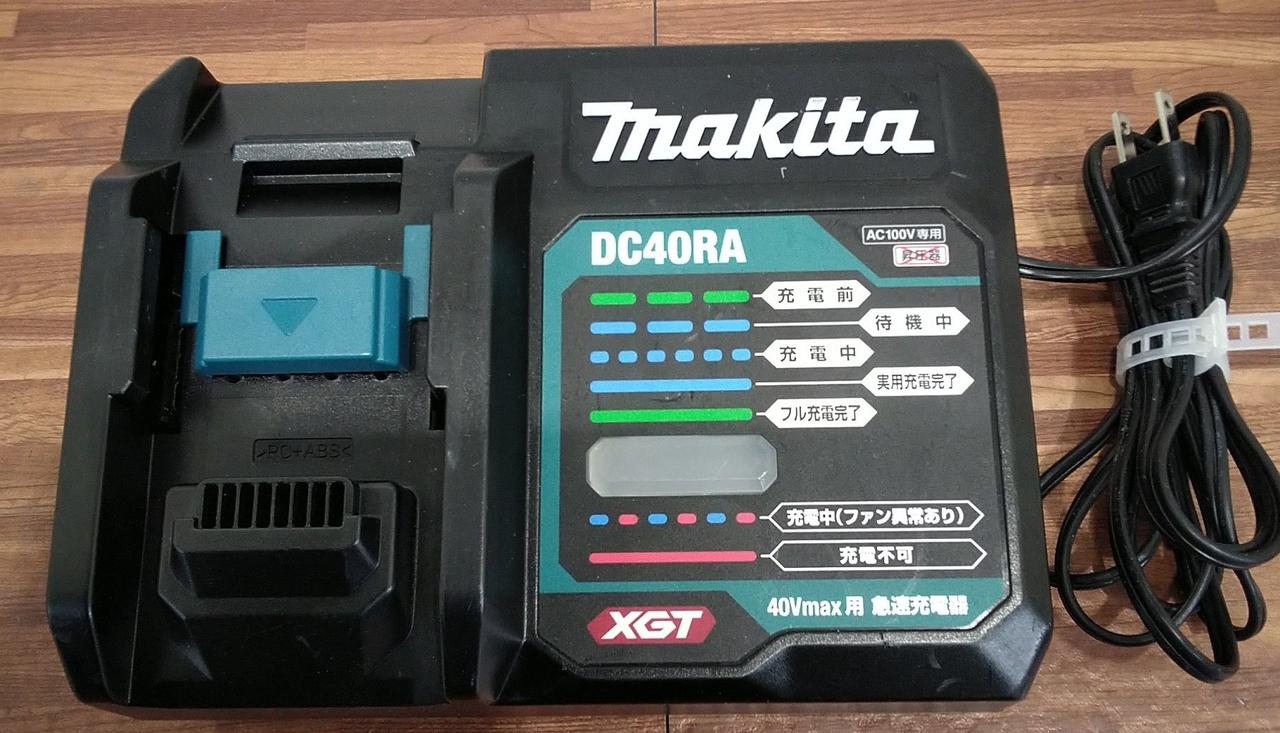 makita
DC40RA
AC100V専用
昇圧器
充電前
待機中
充電中
実用充電完了
フル充電完了
>PC+ABS<
充電中(ファン異常あり)
充電不可
XGT
40Vmax用 急速充電器